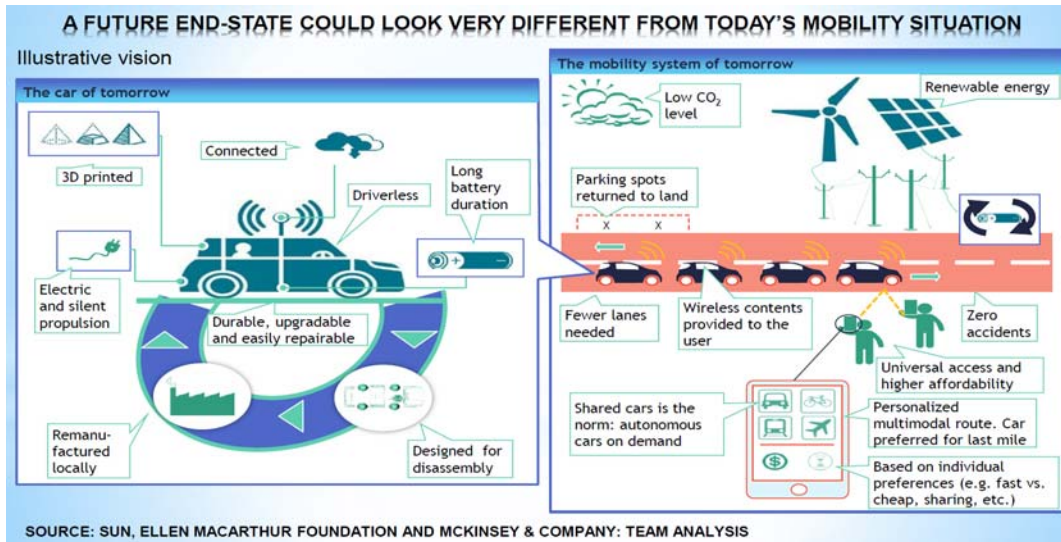 A FUTURE END-STATE COULD LOOK VERY DIFFERENT FROM TODAY'S MOBILITY SITUATION
Illustrative vision
The car of tomorrow
3D printed
Connected
Driverless
Long
battery
duration
Electric
and silent
propulsion
Durable, upgradable
and easily repairable
Remanu-
factured
locally
Designed for
disassembly
The mobility system of tomorrow
Low CO2
level
Renewable energy
Parking spots
returned to land
X X
Fewer lanes
needed
Wireless contents
provided to the
user
Zero
accidents
Universal access and
higher affordability
Shared cars is the
norm: autonomous
cars on demand
Personalized
multimodal route. Car
preferred for last mile
$
Based on individual
preferences (e.g. fast vs.
cheap, sharing, etc.)
SOURCE: SUN, ELLEN MACARTHUR FOUNDATION AND MCKINSEY & COMPANY: TEAM ANALYSIS